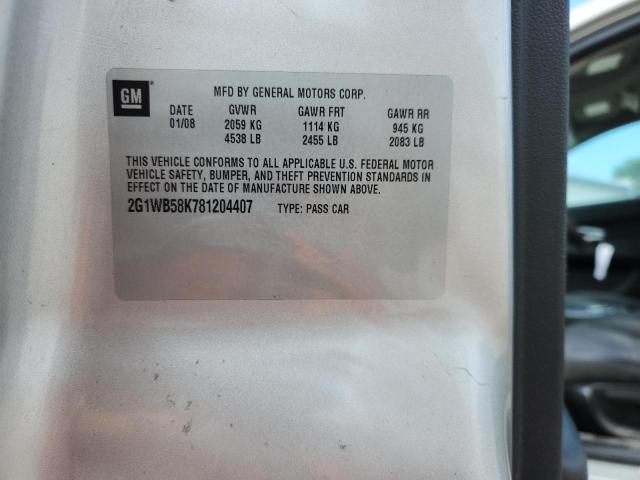 GM
MFD BY GENERAL MOTORS CORP.
DATE GVWR GAWR FRT GAWR RR
01/08 2059 KG 1114 KG 945 KG
4538 LB 2455 LB 2083 LB
THIS VEHICLE CONFORMS TO ALL APPLICABLE U.S. FEDERAL MOTOR
VEHICLE SAFETY, BUMPER, AND THEFT PREVENTION STANDARDS IN
EFFECT ON THE DATE OF MANUFACTURE SHOWN ABOVE.
2G1WB58K781204407 TYPE: PASS CAR